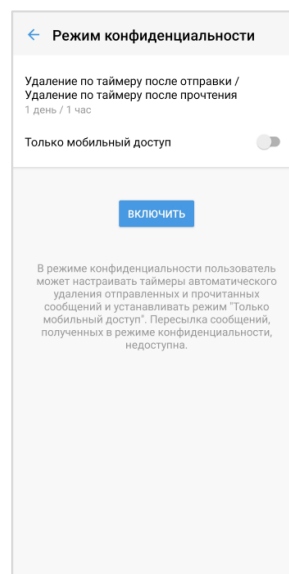 Режим конфиденциальности
Удаление по таймеру после отправки /
Удаление по таймеру после прочтения
1 день / 1 час
Только мобильный доступ
ВКЛЮЧИТЬ
В режиме конфиденциальности пользователь
может настраивать таймеры автоматического
удаления отправленных и прочитанных
сообщений и устанавливать режим "Только
мобильный доступ". Пересылка сообщений,
полученных в режиме конфиденциальности,
недоступна.